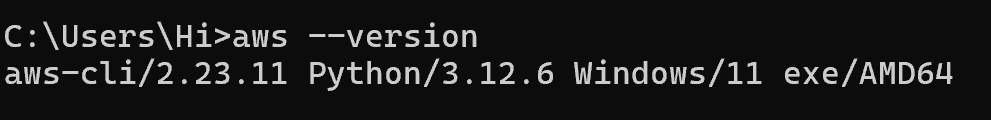 C:\Users\Hi>aws --version
aws-cli/2.23.11 Python/3.12.6 Windows/11 exe/AMD64